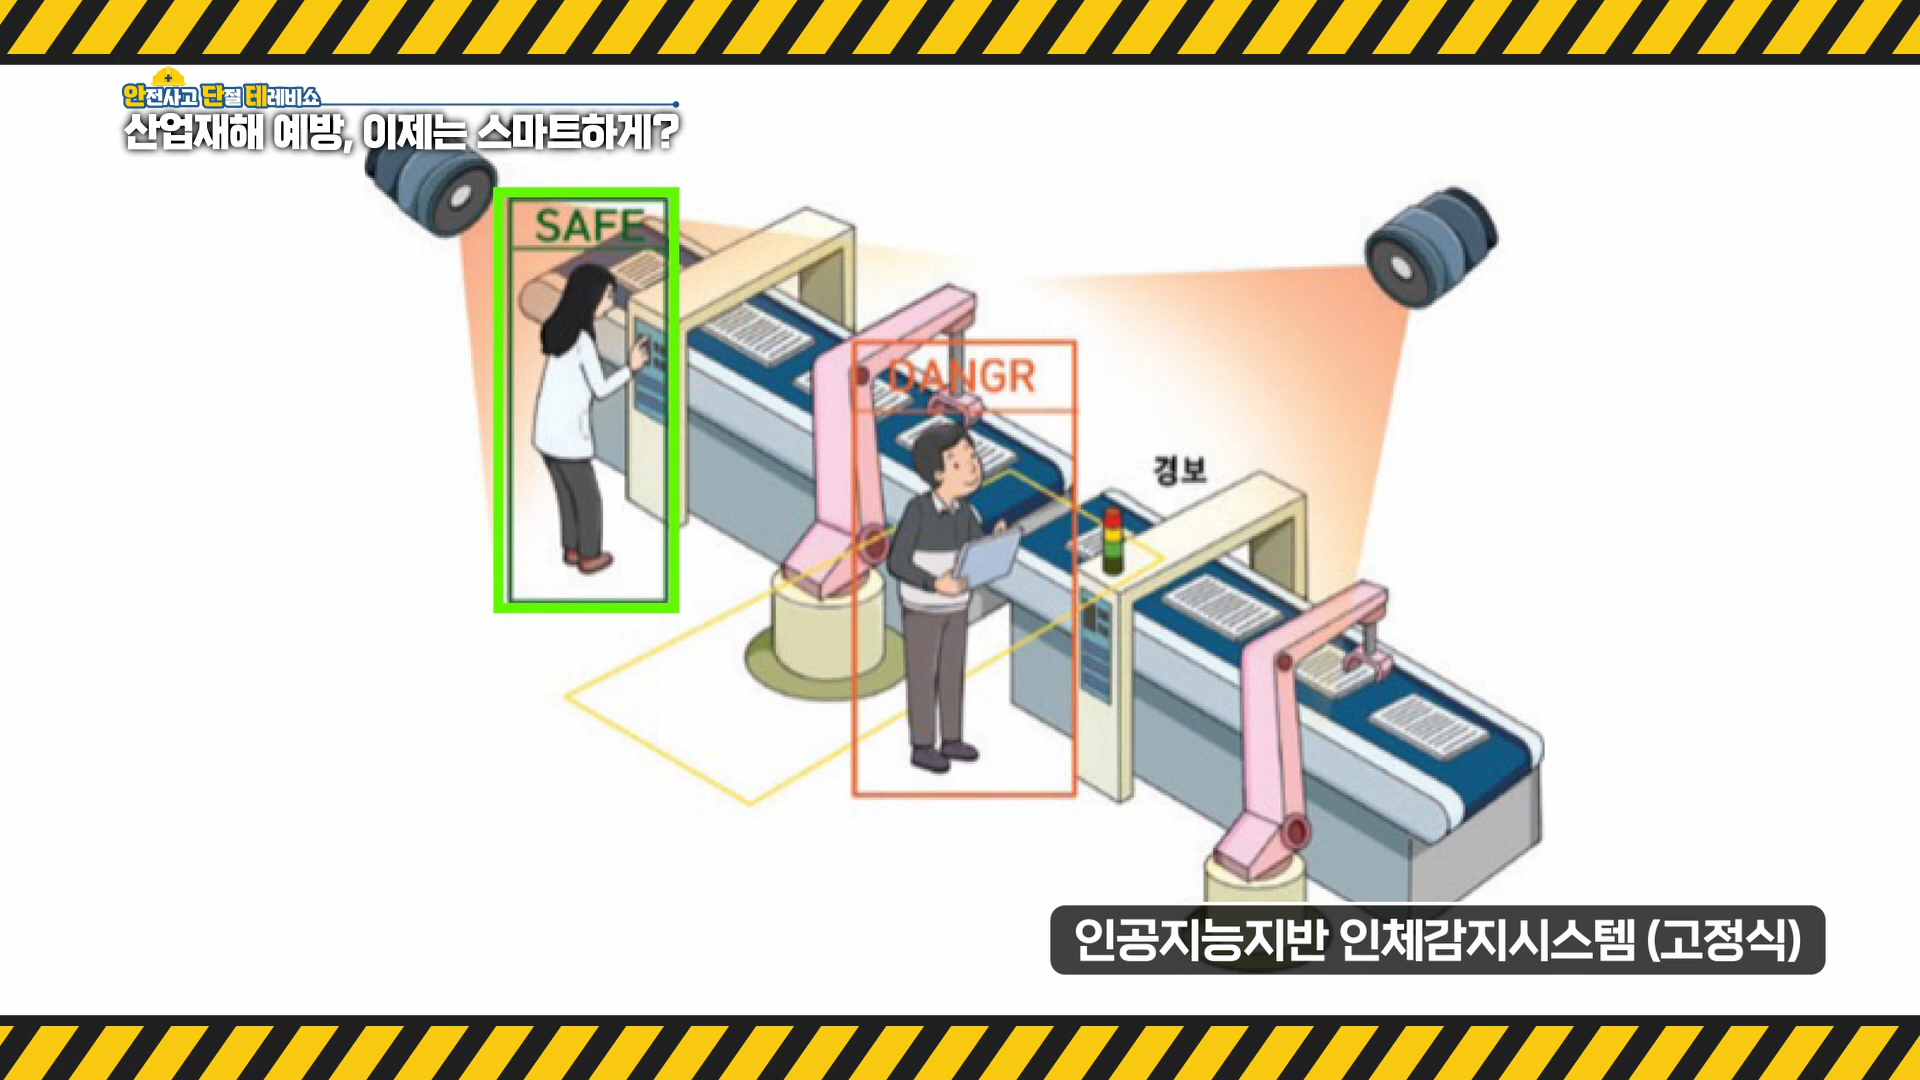 안전사고 단절 테레비쇼
산업재해 예방, 이제는 스마트하게?
SAFE
DANGR
경보
인공지능지반 인체감지시스템 (고정식)